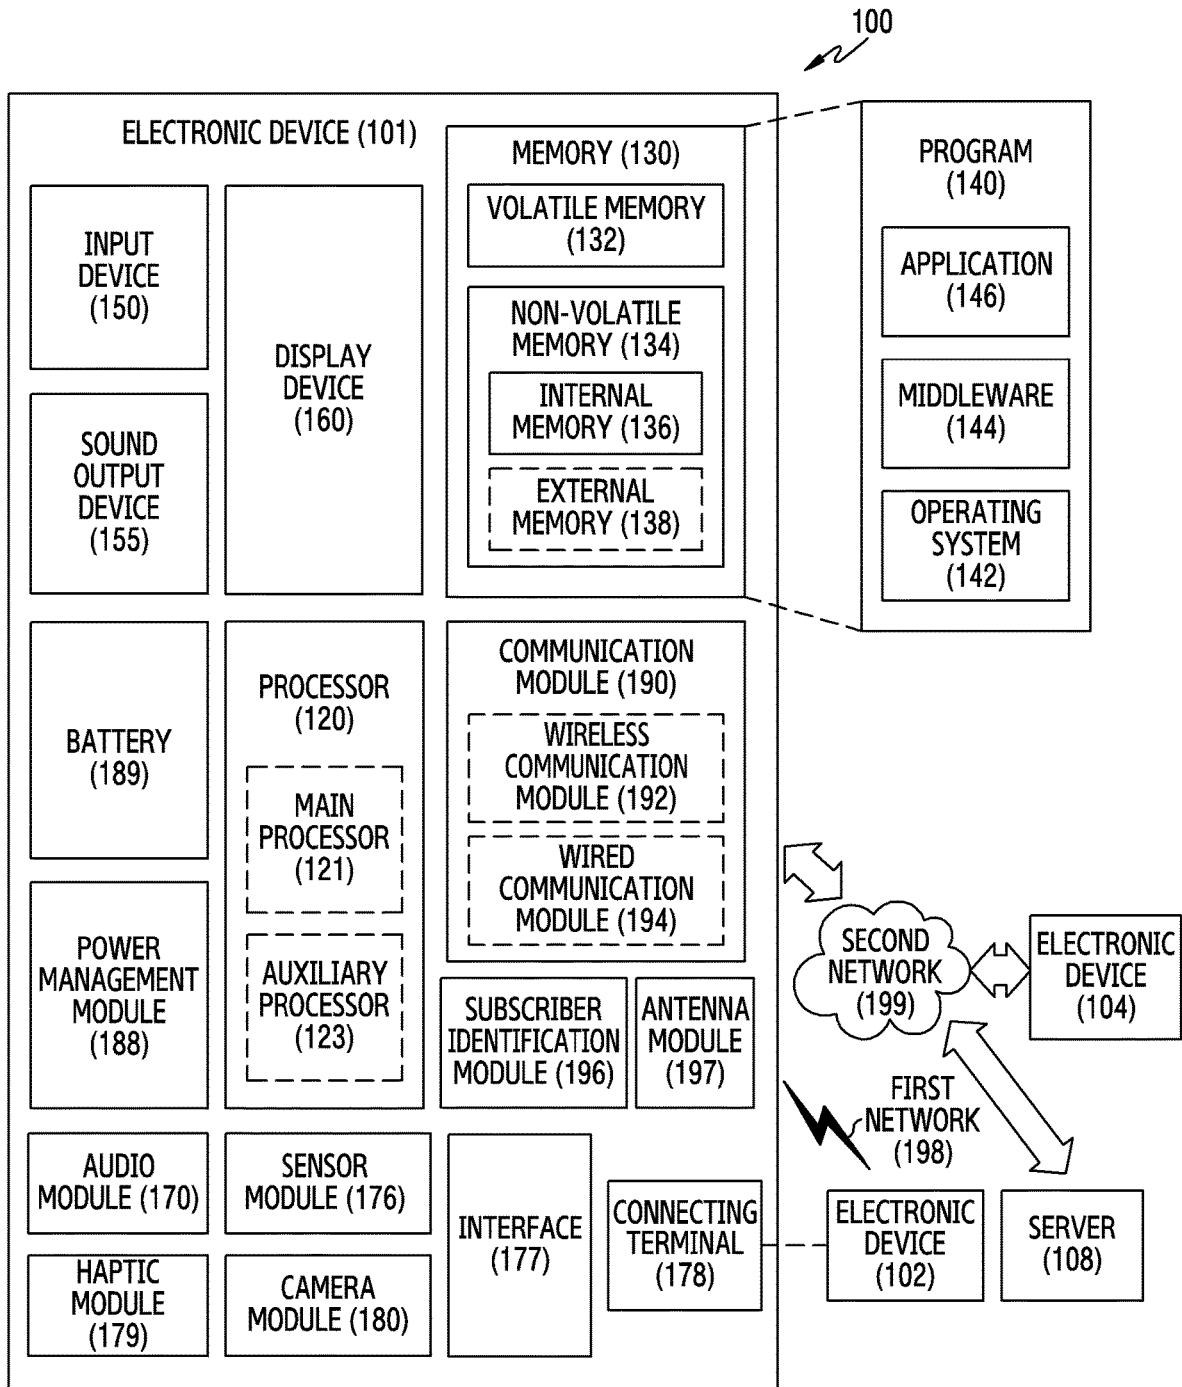 100
ELECTRONIC DEVICE (101)
INPUT
DEVICE
(150)
SOUND
OUTPUT
DEVICE
(155)
DISPLAY
DEVICE
(160)
MEMORY (130)
VOLATILE MEMORY
(132)
NON-VOLATILE
MEMORY (134)
INTERNAL
MEMORY (136)
EXTERNAL
MEMORY (138)
PROGRAM
(140)
APPLICATION
(146)
MIDDLEWARE
(144)
OPERATING
SYSTEM
(142)
BATTERY
(189)
POWER
MANAGEMENT
MODULE
(188)
PROCESSOR
(120)
MAIN
PROCESSOR
(121)
AUXILIARY
PROCESSOR
(123)
COMMUNICATION
MODULE (190)
WIRELESS
COMMUNICATION
MODULE (192)
WIRED
COMMUNICATION
MODULE (194)
SUBSCRIBER
IDENTIFICATION
MODULE (196)
ANTENNA
MODULE
(197)
SECOND
NETWORK
(199)
ELECTRONIC
DEVICE
(104)
FIRST
NETWORK
(198)
AUDIO
MODULE (170)
SENSOR
MODULE (176)
HAPTIC
MODULE
(179)
CAMERA
MODULE (180)
INTERFACE
(177)
CONNECTING
TERMINAL
(178)
ELECTRONIC
DEVICE
(102)
SERVER
(108)